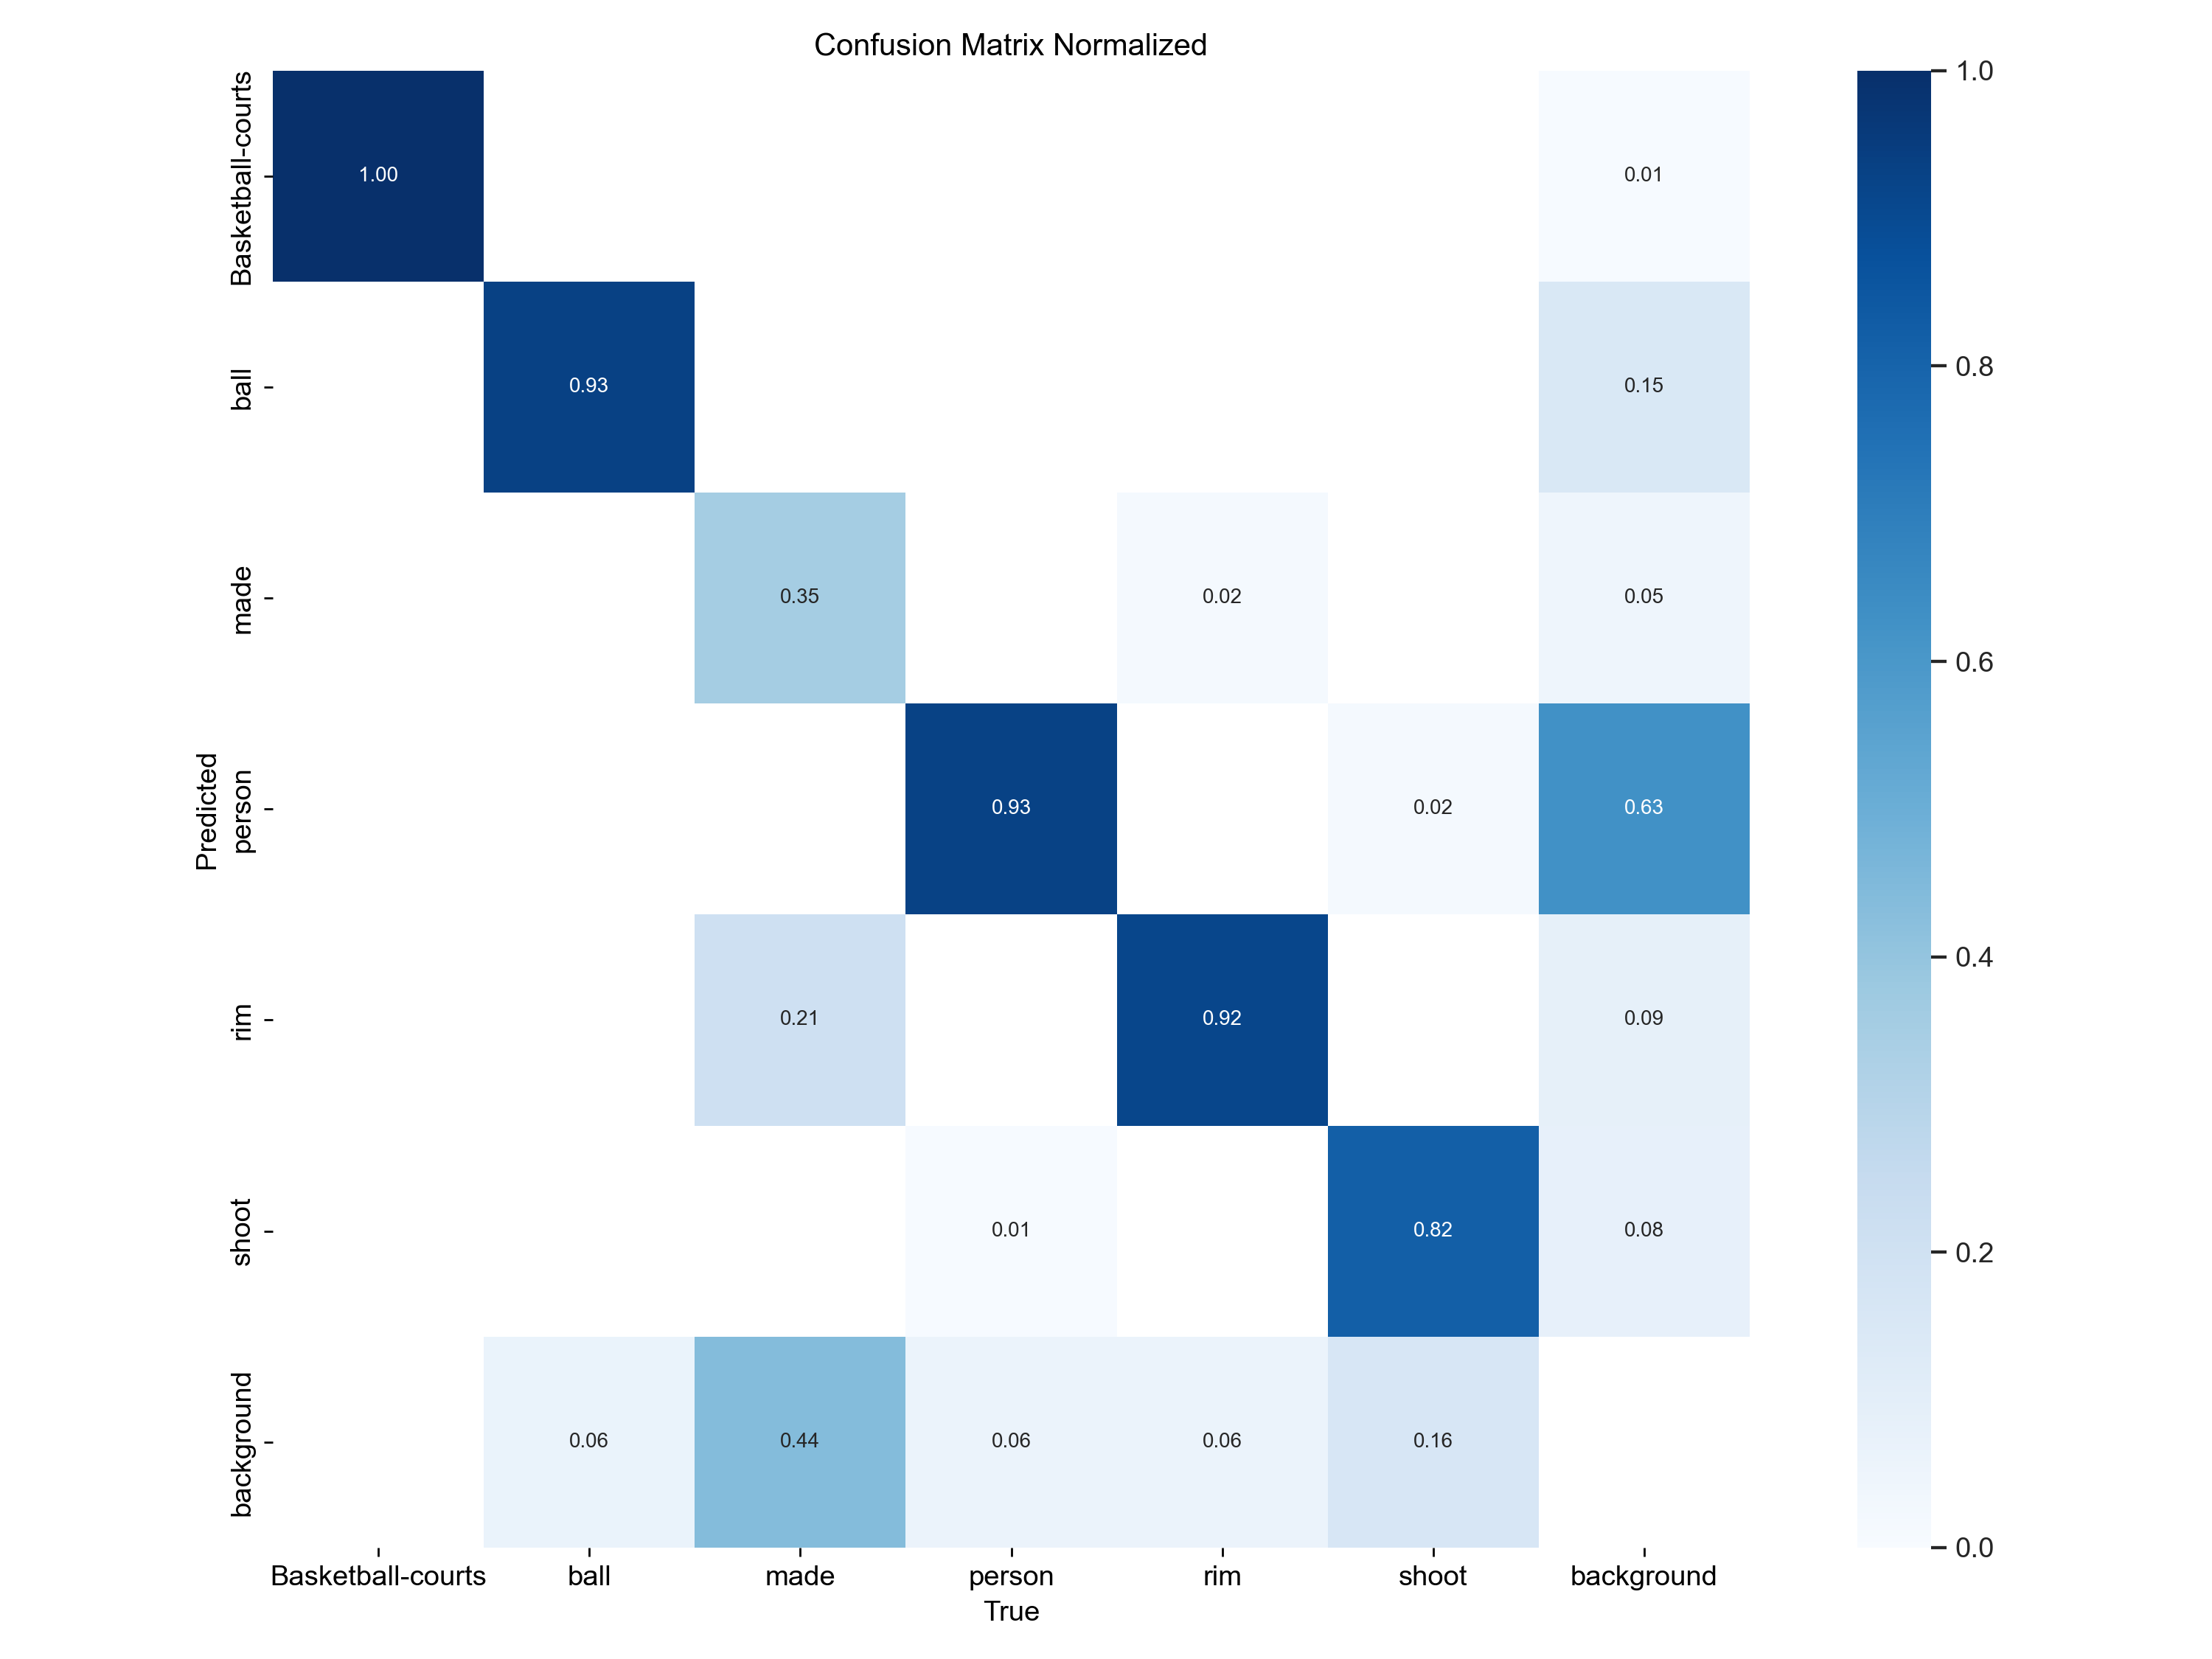 Confusion Matrix Normalized
Basketball-courts
1.00
0.01
1.0
ball
0.93
0.15
0.8
made
0.35
0.02
0.05
0.6
Predicted
person
0.93
0.02
0.63
0.4
rim
0.21
0.92
0.09
shoot
0.01
0.82
0.08
0.2
background
0.06
0.44
0.06
0.06
0.16
0.0
Basketball-courts ball made person rim shoot background
True